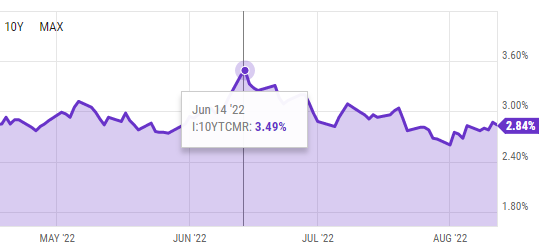 10Y MAX
3.60%
Jun 14 '22
I:10YTCMR: 3.49%
3.00%
2.84%
2.40%
1.80%
MAY '22 JUN '22 JUL '22 AUG '22